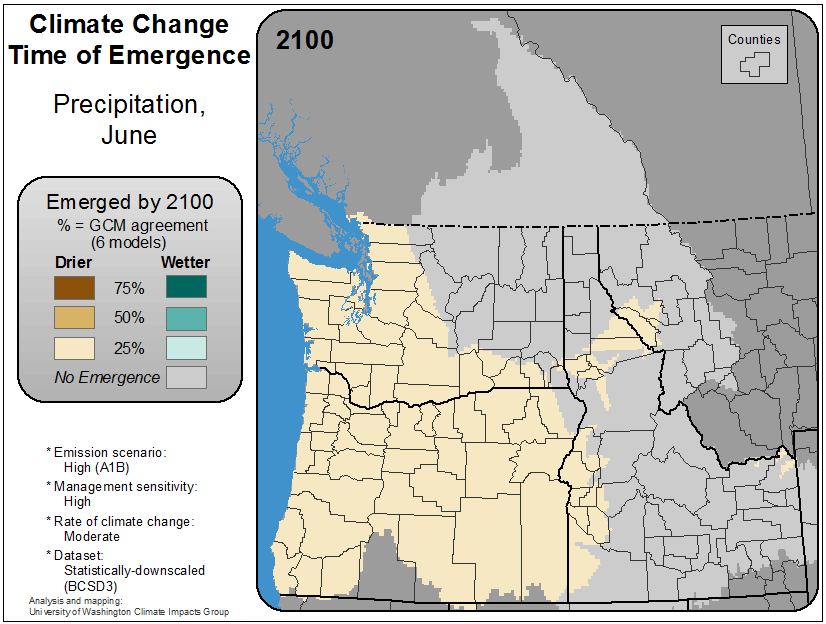 Climate Change
Time of Emergence
Precipitation,
June
Emerged by 2100
% = GCM agreement
(6 models)
Drier Wetter
75%
50%
25%
No Emergence
* Emission scenario:
High (A1B)
* Management sensitivity:
High
* Rate of climate change:
Moderate
* Dataset:
Statistically-downscaled
(BCSD3)
Analysis and mapping:
University of Washington Climate Impacts Group
2100
Counties